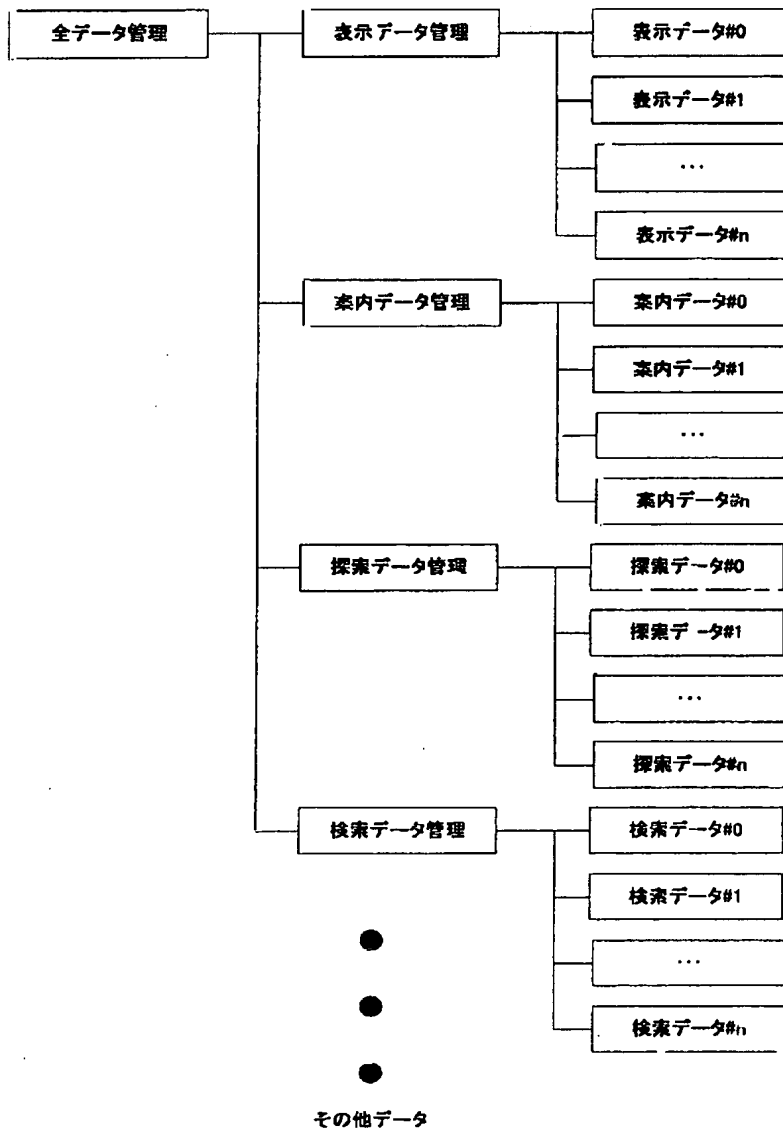 全データ管理
表示データ管理
表示データ#0
表示データ#1
...
表示データ#n
案内データ管理
案内データ#0
案内データ#1
...
案内データ#n
探索データ管理
探索データ#0
探索データ#1
...
探索データ#n
検索データ管理
検索データ#0
検索データ#1
...
検索データ#n
その他データ